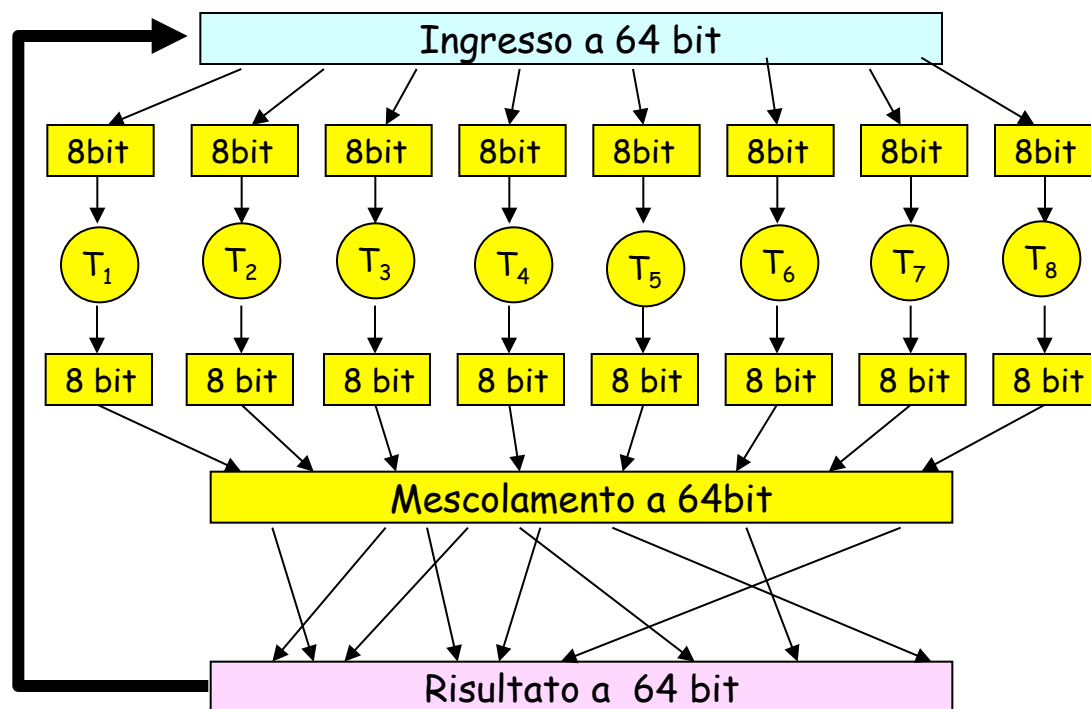 Ingresso a 64 bit
8bit 8bit 8bit 8bit 8bit 8bit 8bit 8bit
T₁ T₂ T₃ T₄ T₅ T₆ T₇ T₈
8 bit 8 bit 8 bit 8 bit 8 bit 8 bit 8 bit 8 bit
Mescolamento a 64bit
Risultato a 64 bit